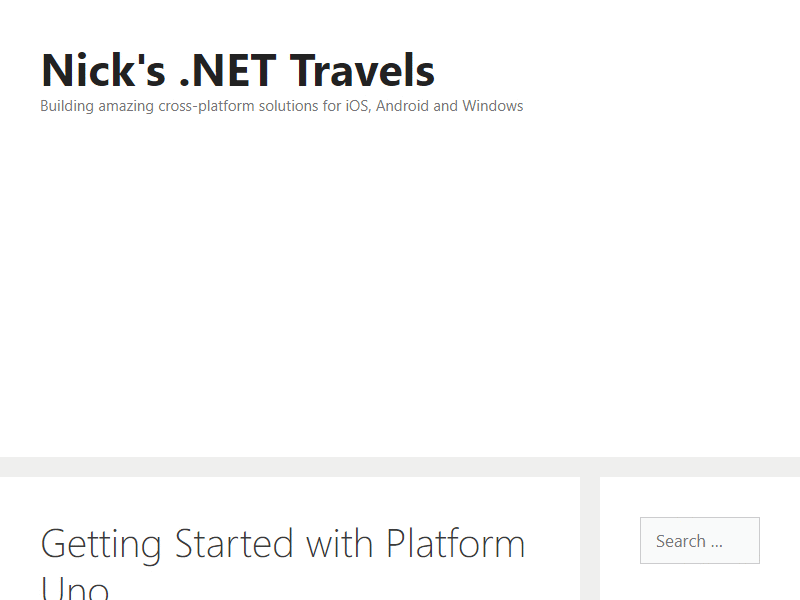 Nick's .NET Travels
Building amazing cross-platform solutions for iOS, Android and Windows
Getting Started with Platform
Uno
Search ...